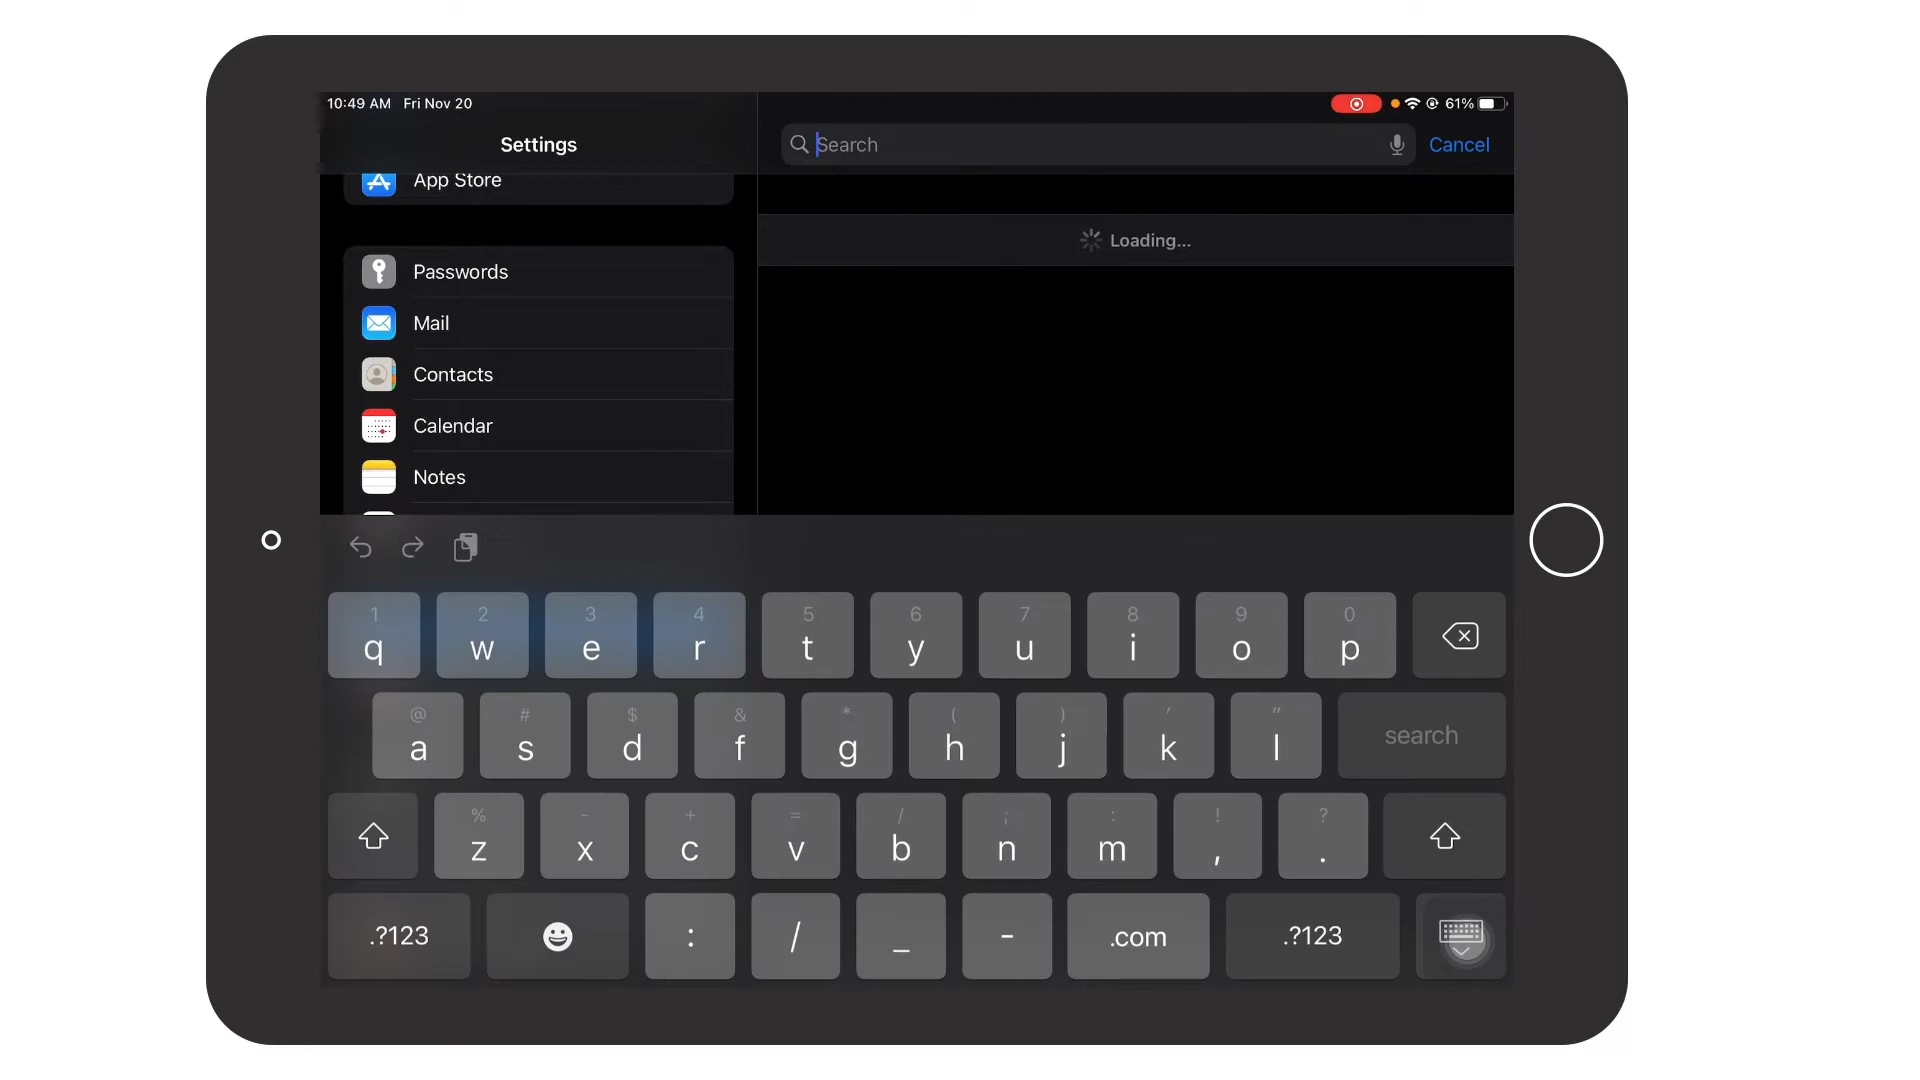 10:49 AM Fri Nov 20
61%
Settings
Search
Cancel
App Store
Loading...
Passwords
Mail
Contacts
Calendar
Notes
1 2 3 4 5 6 7 8 9 0
q w e r t y u i o p
@ # $ & * ( ) ' "
a s d f g h j k l search
% - + = / ; : ! ?
z x c v b n m , .
.?123 : / _ - .com .?123